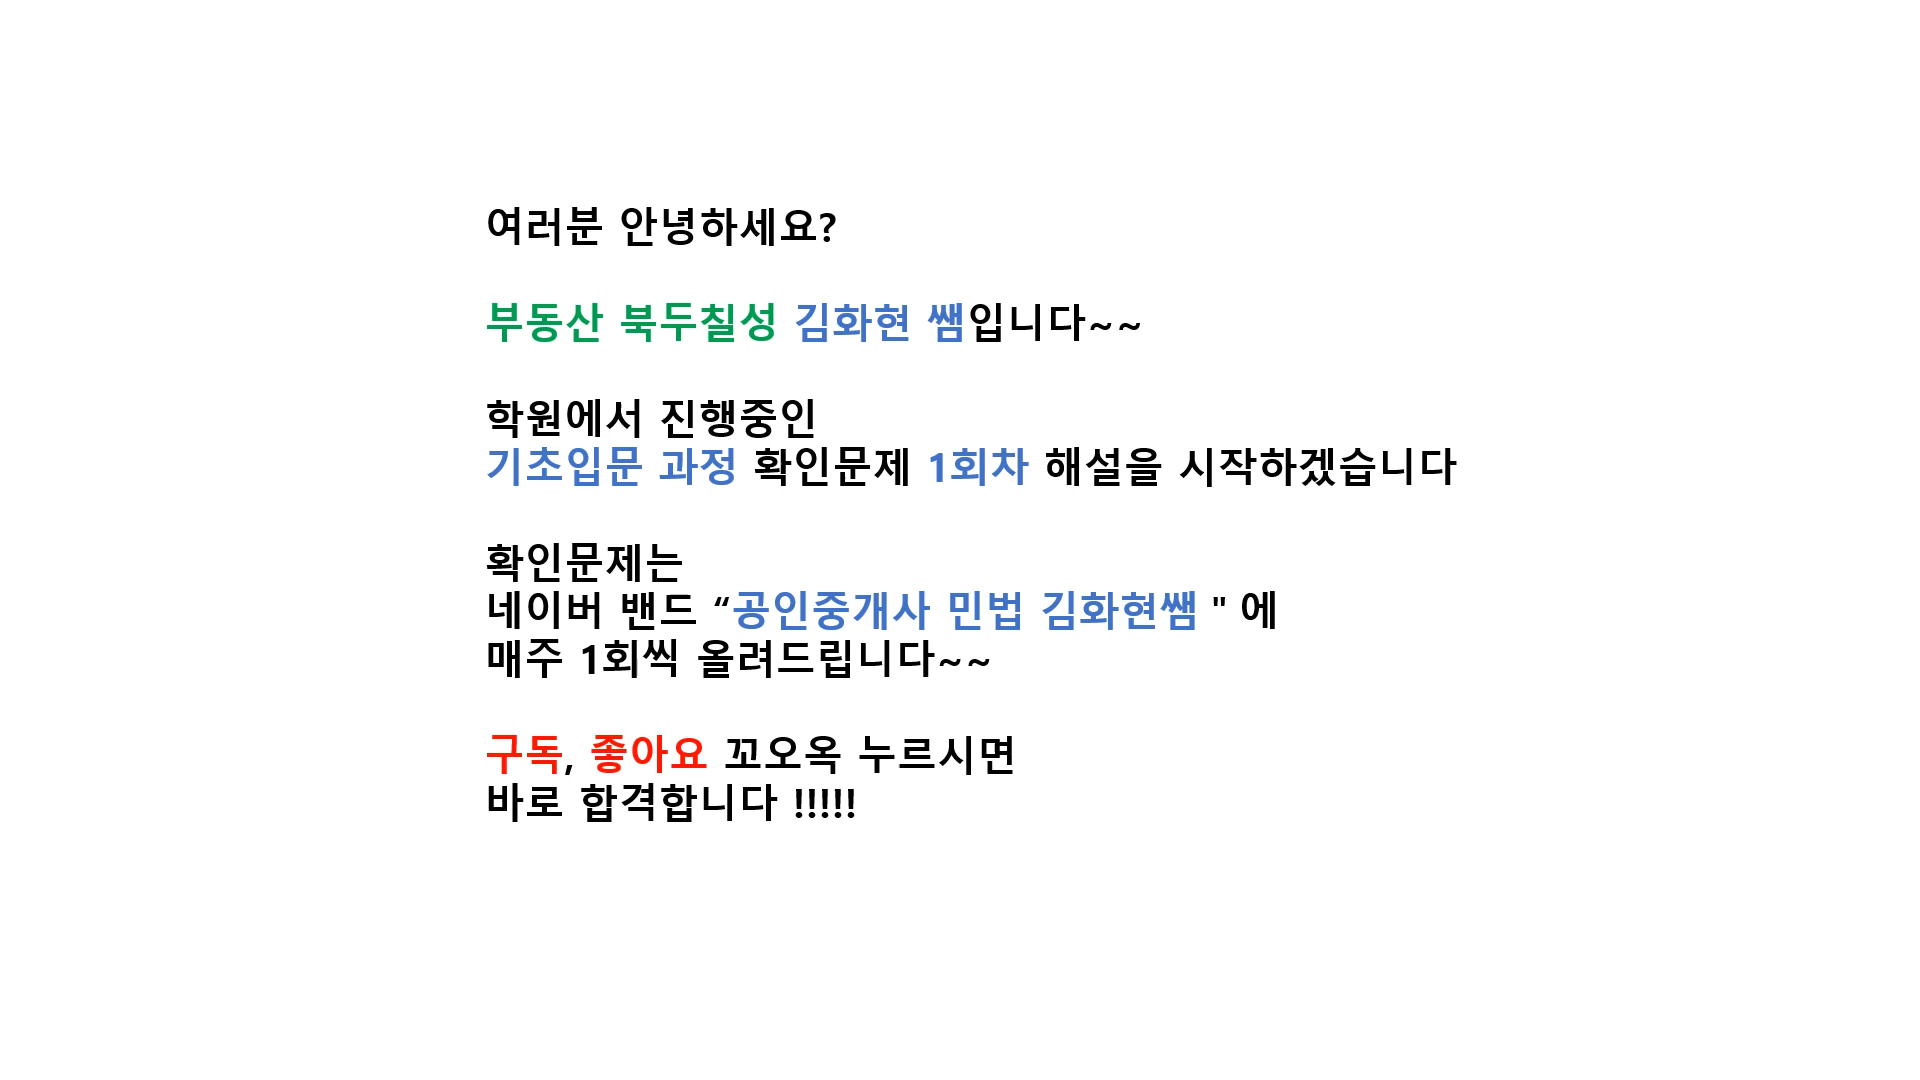 여러분 안녕하세요?
부동산 북두칠성 김화현 쌤입니다~~
학원에서 진행중인
기초입문 과정 확인문제 1회차 해설을 시작하겠습니다
확인문제는
네이버 밴드 “공인중개사 민법 김화현쌤 " 에
매주 1회씩 올려드립니다~~
구독, 좋아요 꼬오옥 누르시면
바로 합격합니다 !!!!!